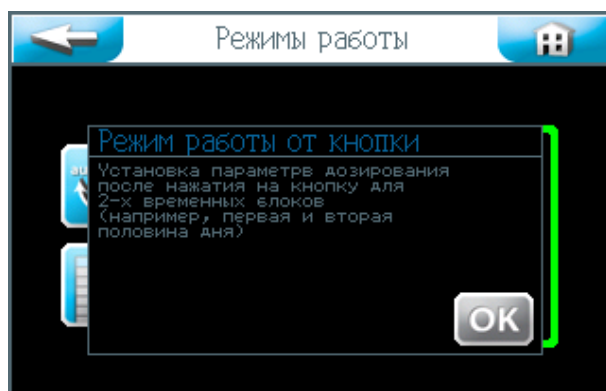 Режимы работы
Режим работы от кнопки
au
Установка параметрв дозирования
после нажатия на кнопку для
2-х временных блоков
(например, первая и вторая
половина дня)
OK